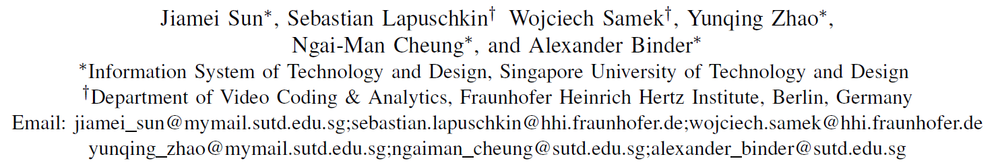 Jiamei Sun*, Sebastian Lapuschkin† Wojciech Samek†, Yunqing Zhao*,
Ngai-Man Cheung*, and Alexander Binder*
*Information System of Technology and Design, Singapore University of Technology and Design
†Department of Video Coding & Analytics, Fraunhofer Heinrich Hertz Institute, Berlin, Germany
Email: jiamei_sun@mymail.sutd.edu.sg;sebastian.lapuschkin@hhi.fraunhofer.de;wojciech.samek@hhi.fraunhofer.de
yunqing_zhao@mymail.sutd.edu.sg;ngaiman_cheung@sutd.edu.sg;alexander_binder@sutd.edu.sg